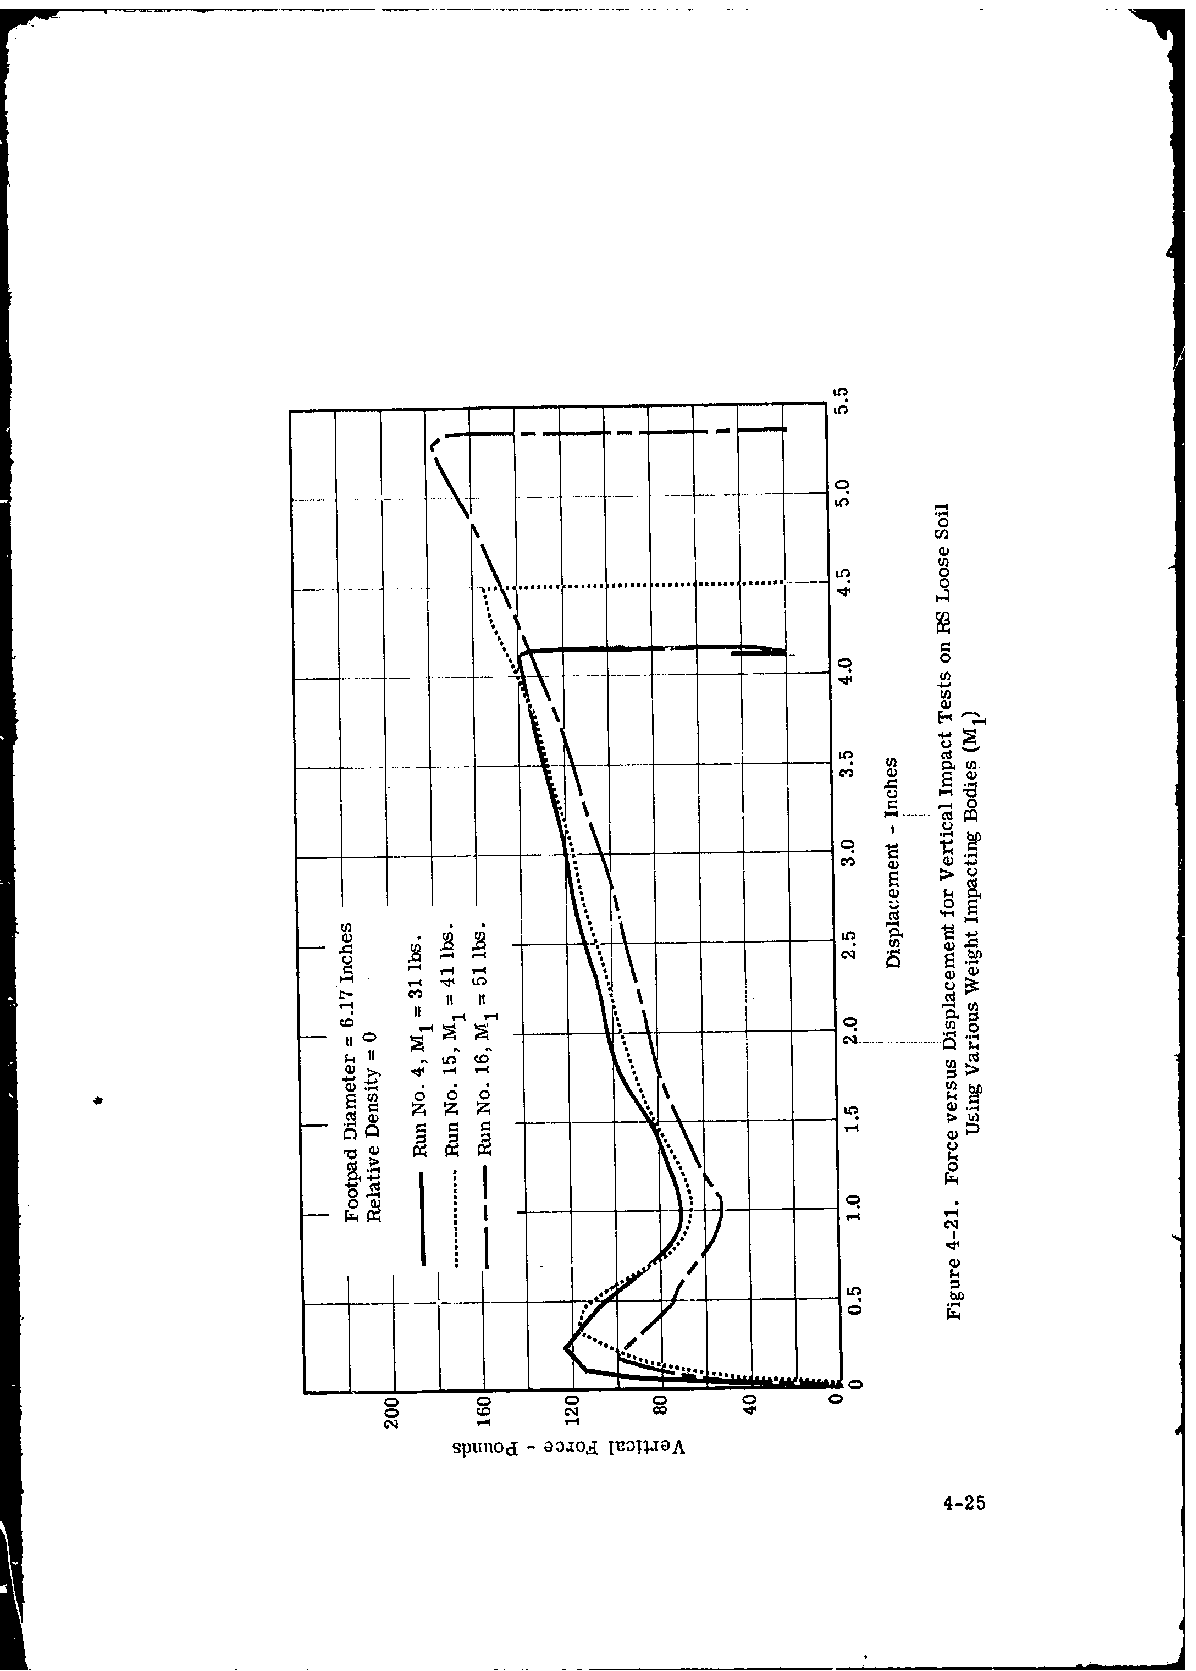 Footpad Diameter = 6.17 Inches
Relative Density = 0
Run No. 4, M1 = 31 lbs.
Run No. 15, M1 = 41 lbs.
Run No. 16, M1 = 51 lbs.
Vertical Force - Pounds
200
160
120
80
40
0
0
0.5
1.0
1.5
2.0
2.5
3.0
3.5
4.0
4.5
5.0
5.5
Displacement - Inches
Figure 4-21. Force versus Displacement for Vertical Impact Tests on RS Loose Soil
Using Various Weight Impacting Bodies (M1)
4-25